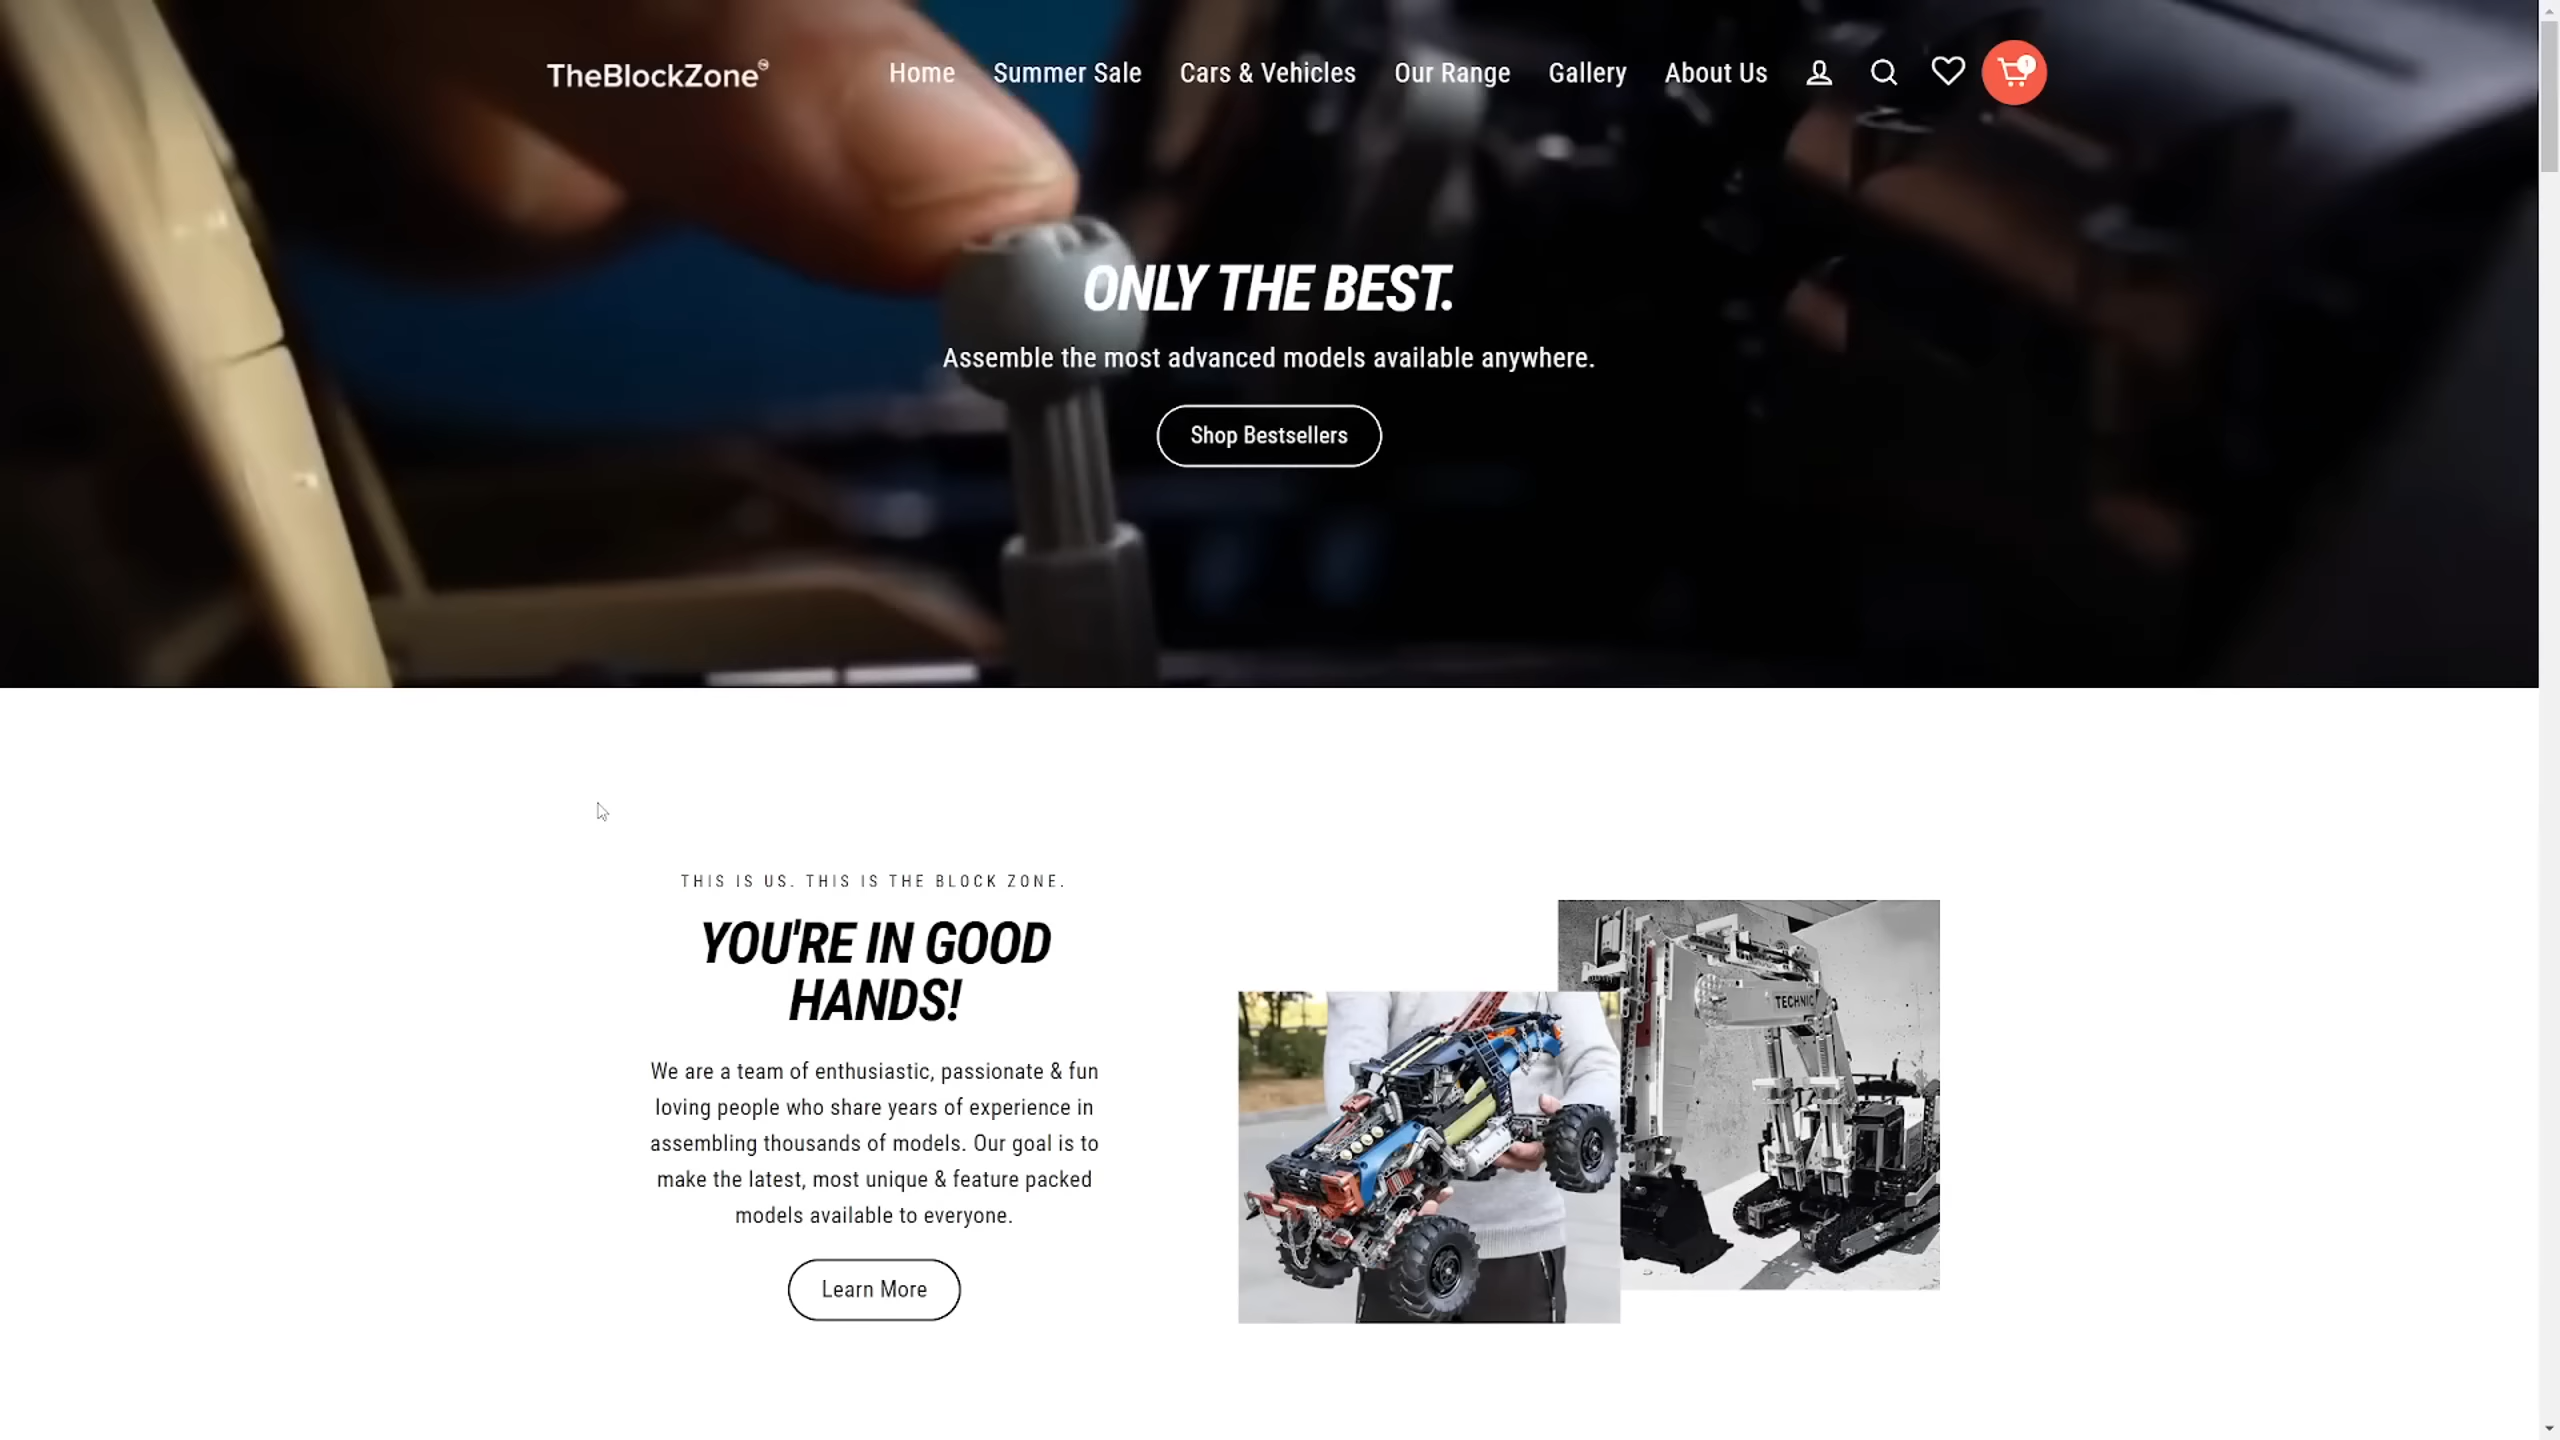 TheBlockZone
Home
Summer Sale
Cars & Vehicles
Our Range
Gallery
About Us
1
ONLY THE BEST.
Assemble the most advanced models available anywhere.
Shop Bestsellers
THIS IS US. THIS IS THE BLOCK ZONE.
YOU'RE IN GOOD
HANDS!
We are a team of enthusiastic, passionate & fun
loving people who share years of experience in
assembling thousands of models. Our goal is to
make the latest, most unique & feature packed
models available to everyone.
Learn More
TECHNIC